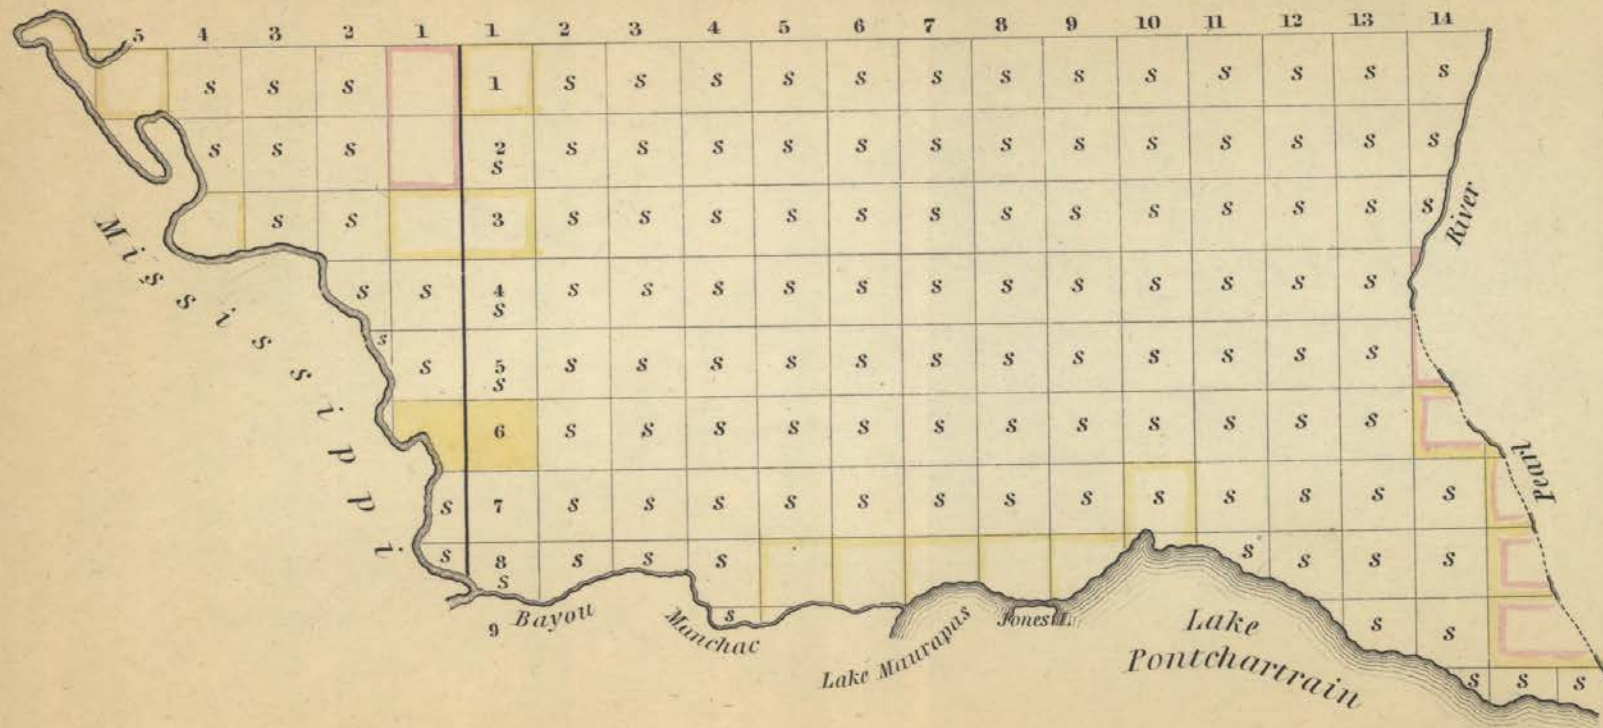 5 4 3 2 1 1 2 3 4 5 6 7 8 9 10 11 12 13 14
S S S 1 S S S S S S S S S S S S S
S S S 2 S S S S S S S S S S S S S
S
S S 3 S S S S S S S S S S S S S
S S 4 S S S S S S S S S S S S
S
S S 5 S S S S S S S S S S S S
S
6 S S S S S S S S S S S S
S 7 S S S S S S S S S S S S S
S 8 S S S S S S S
S
9 S S S
S S S
Mississippi
River
Pearl
Bayou
Manchac
Lake Maurapas
Jones I.
Lake
Pontchartrain